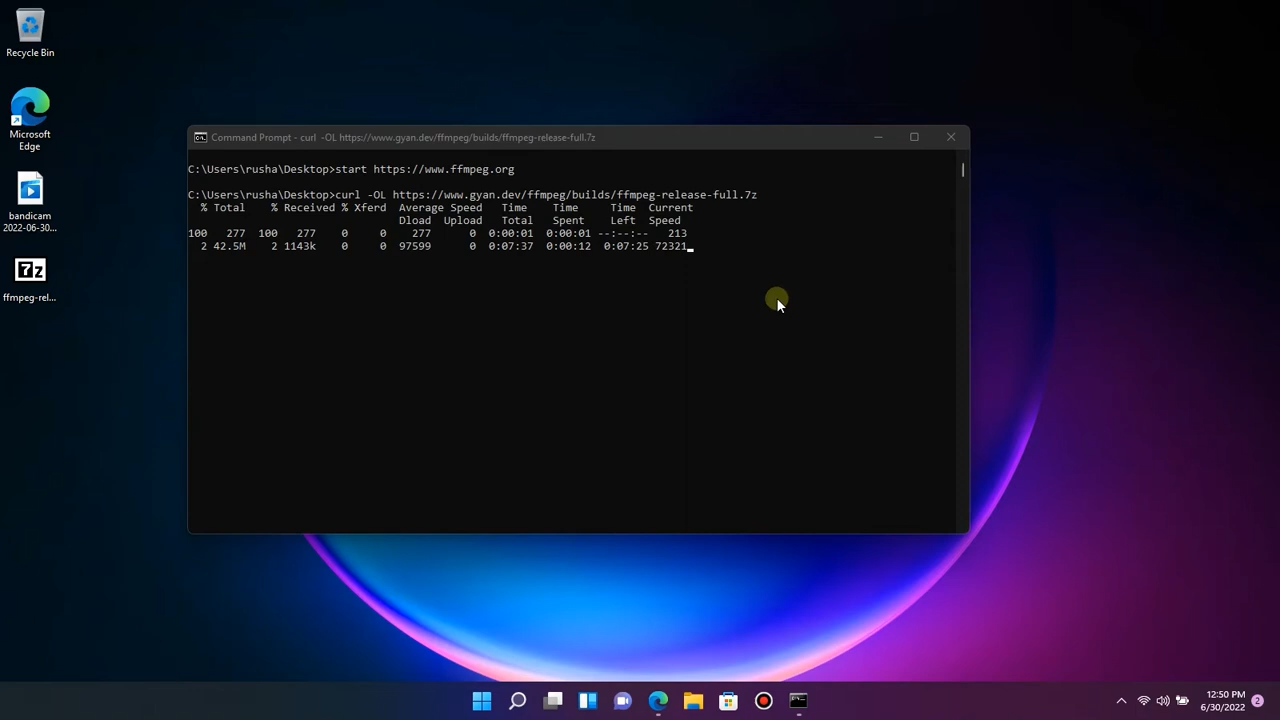 Recycle Bin
Microsoft
Edge
bandicam
2022-06-30...
7z
ffmpeg-rel...
Command Prompt - curl -OL https://www.gyan.dev/ffmpeg/builds/ffmpeg-release-full.7z
C:\Users\rusha\Desktop>start https://www.ffmpeg.org
C:\Users\rusha\Desktop>curl -OL https://www.gyan.dev/ffmpeg/builds/ffmpeg-release-full.7z
% Total % Received % Xferd Average Speed Time Time Time Current
Dload Upload Total Spent Left Speed
100 277 100 277 0 0 277 0 0:00:01 0:00:01 --:--:-- 213
2 42.5M 2 1143k 0 0 97599 0 0:07:37 0:00:12 0:07:25 72321
12:50 PM
6/30/2022
2